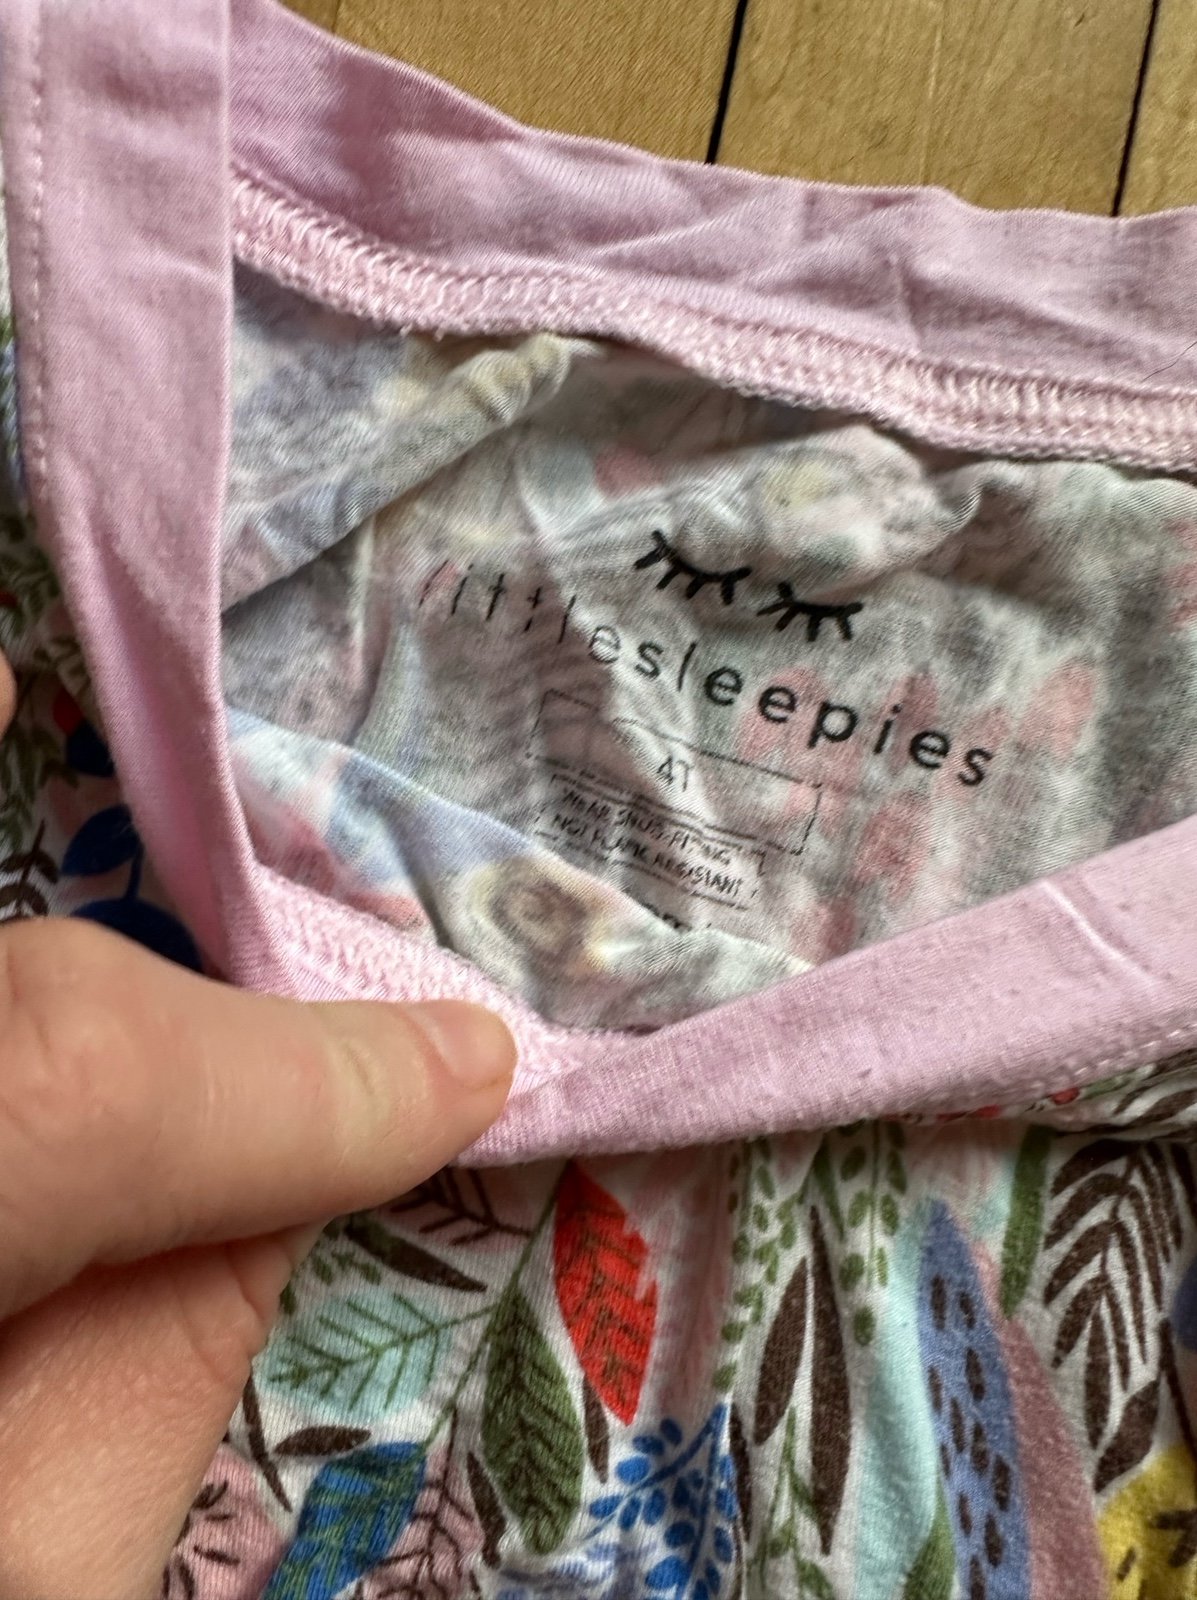 littlesleepies
4T
WEAR SNUG-FITTING
NOT FLAME RESISTANT